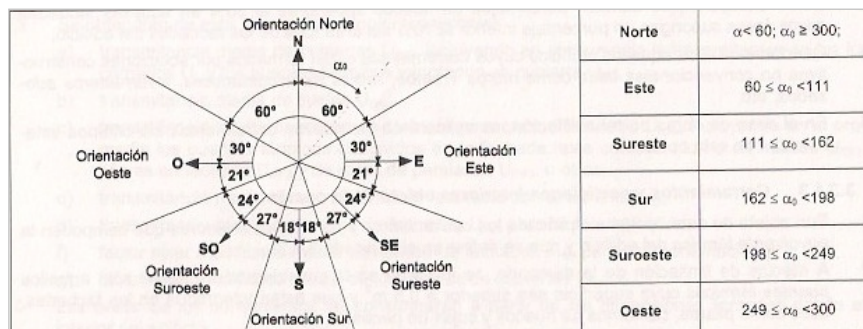 Orientación Norte
N
α₀
60° 60°
30° 30°
Orientación
Oeste
O
E
Orientación
Este
21° 21°
24° 24°
27° 18° 18° 27°
SO
SE
S
Orientación
Suroeste
Orientación
Sureste
Orientación Sur
Norte α< 60; α₀ ≥ 300;
Este 60 ≤ α₀ <111
Sureste 111 ≤ α₀ <162
Sur 162 ≤ α₀ <198
Suroeste 198 ≤ α₀ <249
Oeste 249 ≤ α₀ <300